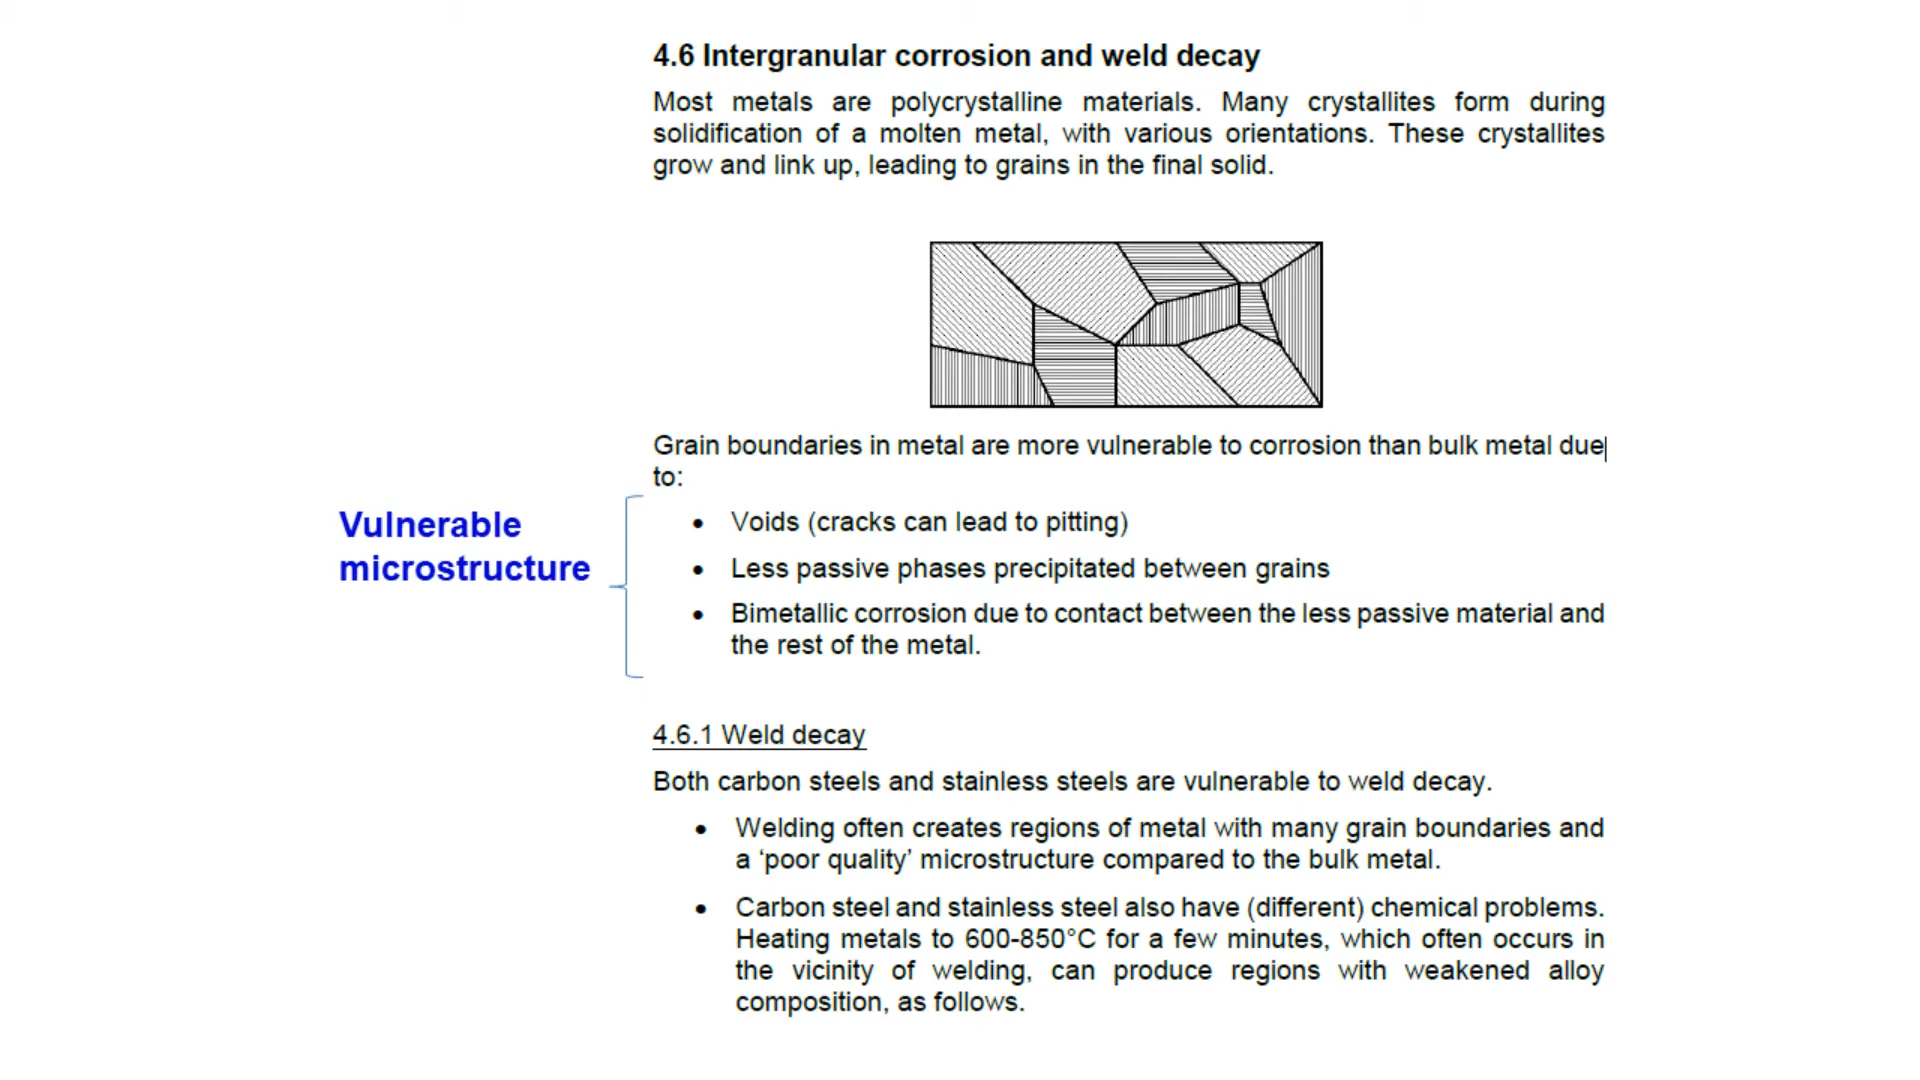 4.6 Intergranular corrosion and weld decay
Most metals are polycrystalline materials. Many crystallites form during
solidification of a molten metal, with various orientations. These crystallites
grow and link up, leading to grains in the final solid.
Grain boundaries in metal are more vulnerable to corrosion than bulk metal due
to:
Vulnerable
microstructure
• Voids (cracks can lead to pitting)
• Less passive phases precipitated between grains
• Bimetallic corrosion due to contact between the less passive material and
the rest of the metal.
4.6.1 Weld decay
Both carbon steels and stainless steels are vulnerable to weld decay.
• Welding often creates regions of metal with many grain boundaries and
a ‘poor quality’ microstructure compared to the bulk metal.
• Carbon steel and stainless steel also have (different) chemical problems.
Heating metals to 600-850°C for a few minutes, which often occurs in
the vicinity of welding, can produce regions with weakened alloy
composition, as follows.